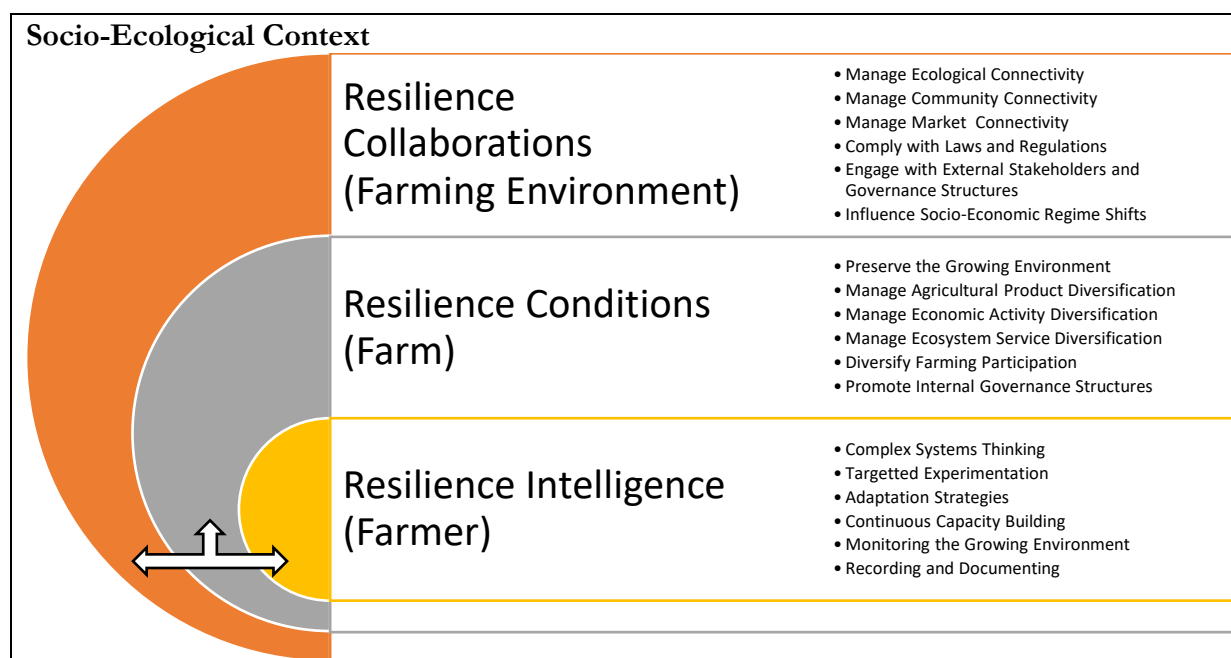 Socio-Ecological Context
Resilience
Collaborations
(Farming Environment)
• Manage Ecological Connectivity
• Manage Community Connectivity
• Manage Market  Connectivity
• Comply with Laws and Regulations
• Engage with External Stakeholders and
Governance Structures
• Influence Socio-Economic Regime Shifts
Resilience Conditions
(Farm)
• Preserve the Growing Environment
• Manage Agricultural Product Diversification
• Manage Economic Activity Diversification
• Manage Ecosystem Service Diversification
• Diversify Farming Participation
• Promote Internal Governance Structures
Resilience Intelligence
(Farmer)
• Complex Systems Thinking
• Targetted Experimentation
• Adaptation Strategies
• Continuous Capacity Building
• Monitoring the Growing Environment
• Recording and Documenting